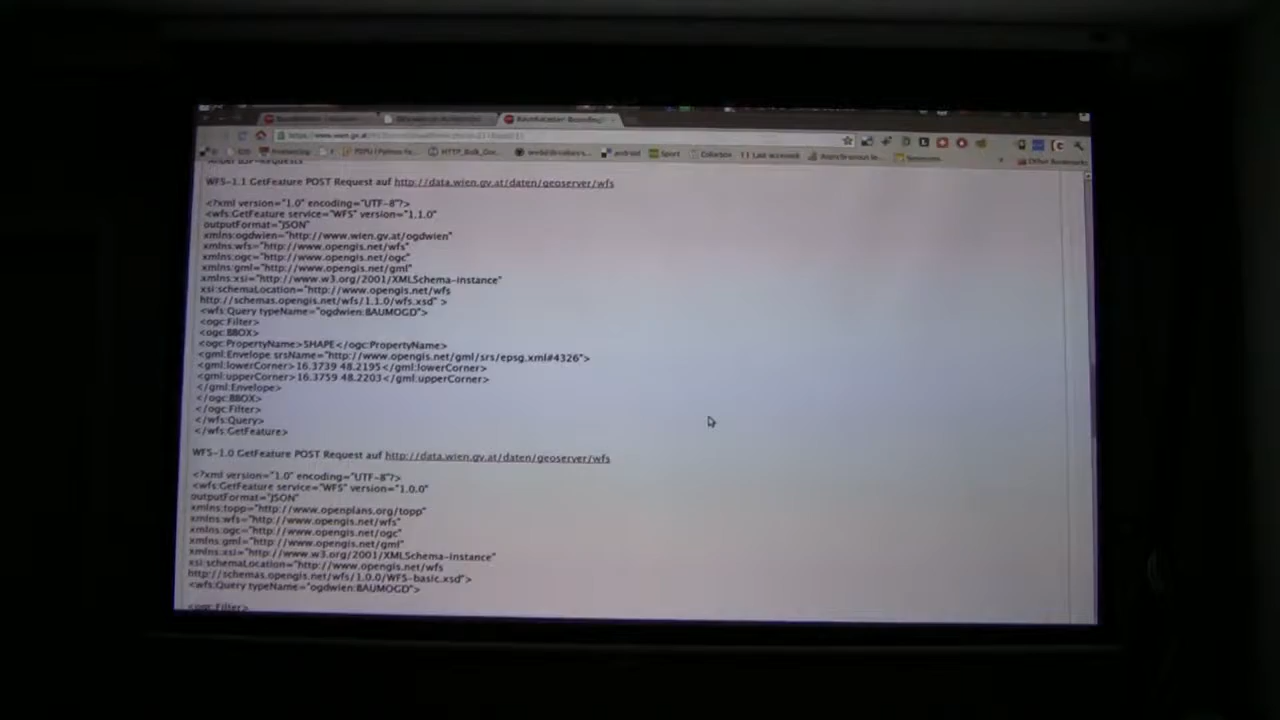 WFS-1.1 GetFeature POST Request auf http://data.wien.gv.at/daten/geoserver/wfs
<?xml version="1.0" encoding="UTF-8"?>
<wfs:GetFeature service="WFS" version="1.1.0"
outputFormat="JSON"
xmlns:ogdwien="http://www.wien.gv.at/ogdwien"
xmlns:wfs="http://www.opengis.net/wfs"
xmlns:ogc="http://www.opengis.net/ogc"
xmlns:gml="http://www.opengis.net/gml"
xmlns:xsi="http://www.w3.org/2001/XMLSchema-instance"
xsi:schemaLocation="http://www.opengis.net/wfs
http://schemas.opengis.net/wfs/1.1.0/wfs.xsd" >
<wfs:Query typeName="ogdwien:BAUMOGD">
<ogc:Filter>
<ogc:BBOX>
<ogc:PropertyName>SHAPE</ogc:PropertyName>
<gml:Envelope srsName="http://www.opengis.net/gml/srs/epsg.xml#4326">
<gml:lowerCorner>16.3739 48.2195</gml:lowerCorner>
<gml:upperCorner>16.3759 48.2203</gml:upperCorner>
</gml:Envelope>
</ogc:BBOX>
</ogc:Filter>
</wfs:Query>
</wfs:GetFeature>
WFS-1.0 GetFeature POST Request auf http://data.wien.gv.at/daten/geoserver/wfs
<?xml version="1.0" encoding="UTF-8"?>
<wfs:GetFeature service="WFS" version="1.0.0"
outputFormat="JSON"
xmlns:topp="http://www.openplans.org/topp"
xmlns:wfs="http://www.opengis.net/wfs"
xmlns:ogc="http://www.opengis.net/ogc"
xmlns:gml="http://www.opengis.net/gml"
xmlns:xsi="http://www.w3.org/2001/XMLSchema-instance"
xsi:schemaLocation="http://www.opengis.net/wfs
http://schemas.opengis.net/wfs/1.0.0/WFS-basic.xsd">
<wfs:Query typeName="ogdwien:BAUMOGD">
<ogc:Filter>